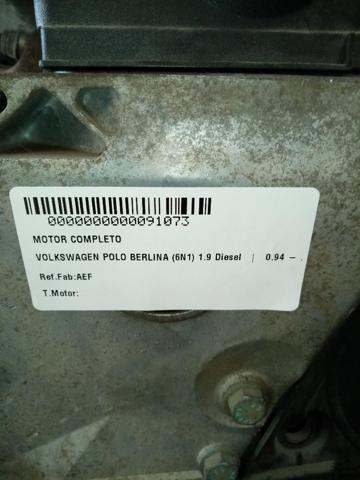 0000000000091073
MOTOR COMPLETO
VOLKSWAGEN POLO BERLINA (6N1) 1.9 Diesel | 0.94 – .
Ref.Fab:AEF
T.Motor: